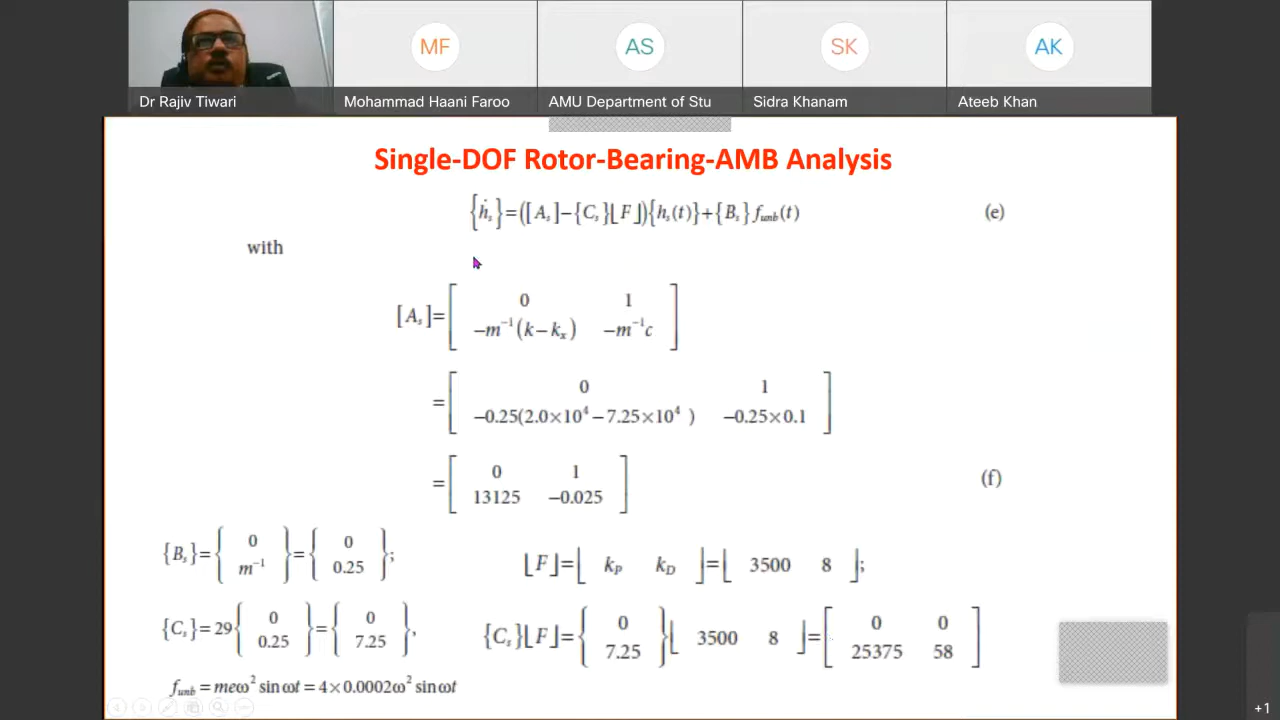 MF AS SK AK
Dr Rajiv Tiwari Mohammad Haani Faroo AMU Department of Stu Sidra Khanam Ateeb Khan
Single-DOF Rotor-Bearing-AMB Analysis
{ḣₛ}=([Aₛ]−{Cₛ}⌊F⌋){hₛ(t)}+{Bₛ}fᵤₙb(t) (e)
with
[Aₛ]=[ 0 1
−m⁻¹(k−kₓ) −m⁻¹c ]
=[ 0 1
−0.25(2.0×10⁴−7.25×10⁴ ) −0.25×0.1 ]
=[ 0 1
13125 −0.025 ] (f)
{Bₛ}={ 0 m⁻¹ }={ 0 0.25 }; ⌊F⌋=⌊ k_P k_D ⌋=⌊ 3500 8 ⌋;
{Cₛ}=29{ 0 0.25 }={ 0 7.25 }, {Cₛ}⌊F⌋={ 0 7.25 }⌊ 3500 8 ⌋=[ 0 0 25375 58 ]
fᵤₙb = meω² sin ωt = 4×0.0002ω² sin ωt
+1